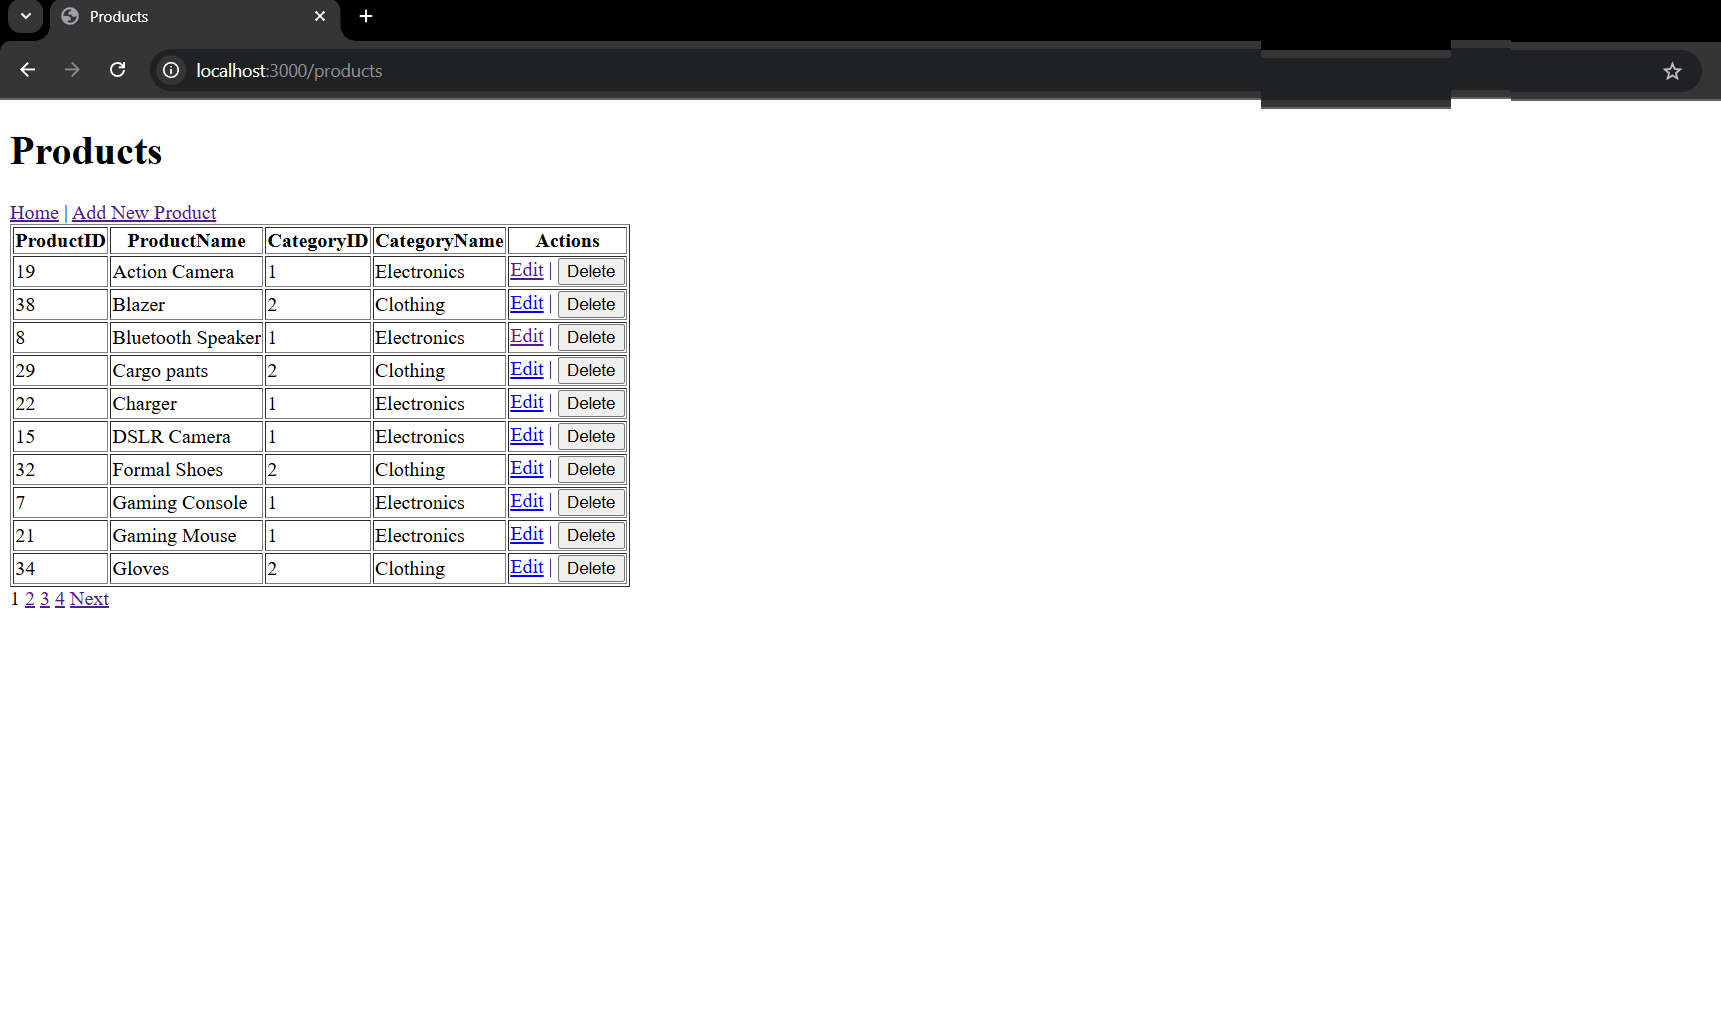 Products
localhost:3000/products
Products
Home | Add New Product
ProductID ProductName CategoryID CategoryName Actions
19 Action Camera 1 Electronics Edit | Delete
38 Blazer 2 Clothing Edit | Delete
8 Bluetooth Speaker 1 Electronics Edit | Delete
29 Cargo pants 2 Clothing Edit | Delete
22 Charger 1 Electronics Edit | Delete
15 DSLR Camera 1 Electronics Edit | Delete
32 Formal Shoes 2 Clothing Edit | Delete
7 Gaming Console 1 Electronics Edit | Delete
21 Gaming Mouse 1 Electronics Edit | Delete
34 Gloves 2 Clothing Edit | Delete
1 2 3 4 Next